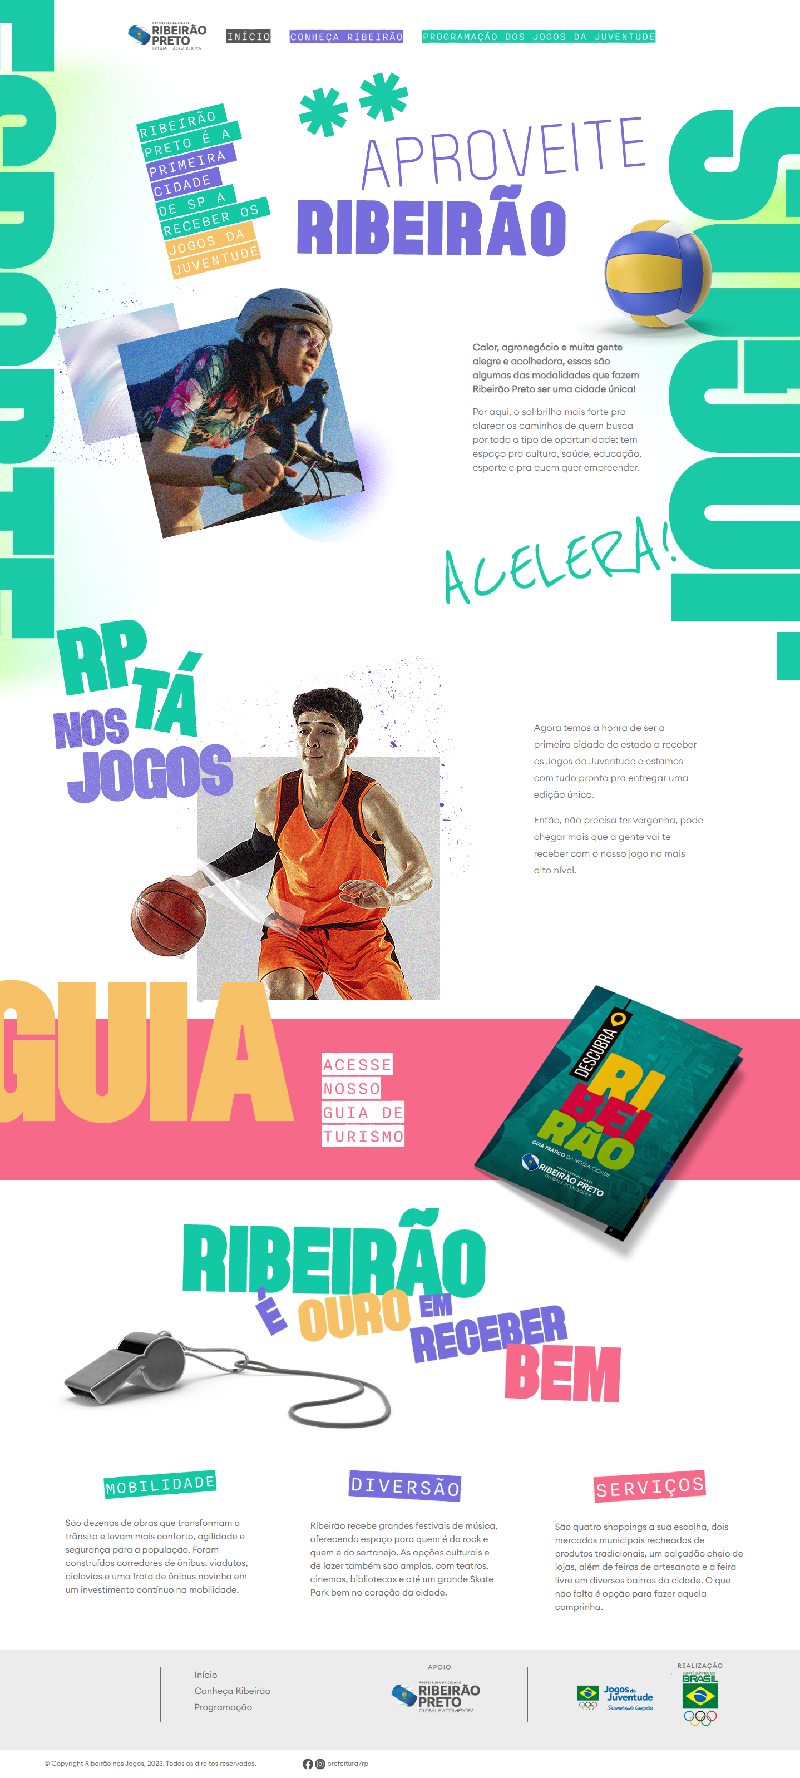 RIBEIRÃO
PRETO
INÍCIO
CONHEÇA RIBEIRÃO
PROGRAMAÇÃO DOS JOGOS DA JUVENTUDE
ESPORTE
RIBEIRÃO
PRETO É A
PRIMEIRA
CIDADE
DE SP A
RECEBER OS
JOGOS DA
JUVENTUDE
APROVEITE
RIBEIRÃO
Calor, agronegócio e muita gente
alegre e acolhedora, essas são
algumas das modalidades que fazem
Ribeirão Preto ser uma cidade única!
Por aqui, o sol brilha mais forte pra
clarear os caminhos de quem busca
por todo o tipo de oportunidade: tem
espaço pra cultura, saúde, educação,
esporte e pra quem quer empreender.
ACELERA!
RP
TÁ
NOS
JOGOS
Agora temos a honra de ser a
primeira cidade do estado a receber
os Jogos da Juventude e estamos
com tudo pronto pra entregar uma
edição única.
Então, não precisa ter vergonha, pode
chegar mais que a gente vai te
receber com o nosso jogo no mais
alto nível.
GUIA
ACESSE
NOSSO
GUIA DE
TURISMO
DESCUBRA
RI
BEI
RÃO
GUIA PRÁTICO DA NOSSA CIDADE
RIBEIRÃO PRETO
RIBEIRÃO
É OURO EM
RECEBER
BEM
MOBILIDADE
São dezenas de obras que transformam o
trânsito e levam mais conforto, agilidade e
segurança para a população. Foram
construídos corredores de ônibus, viadutos,
ciclovias e uma frota de ônibus novinha em
um investimento contínuo na mobilidade.
DIVERSÃO
Ribeirão recebe grandes festivais de música,
oferecendo espaço para quem é do rock e
quem é do sertanejo. As opções culturais e
de lazer também são amplas, com teatros,
cinemas, bibliotecas e até um grande Skate
Park bem no coração da cidade.
SERVIÇOS
São quatro shoppings a sua escolha, dois
mercados municipais recheados de
produtos tradicionais, um calçadão cheio de
lojas, além de feiras de artesanato e a feira
livre em diversos bairros da cidade. O que
não falta é opção para fazer aquela
comprinha.
Início
Conheça Ribeirão
Programação
APOIO
PREFEITURA DA CIDADE
RIBEIRÃO
PRETO
GLOBAL E ACOLHEDORA
Jogos da
Juventude
REALIZAÇÃO
BRASIL
© Copyright Ribeirão nos Jogos, 2023. Todos os direitos reservados.
prefeitura/rp